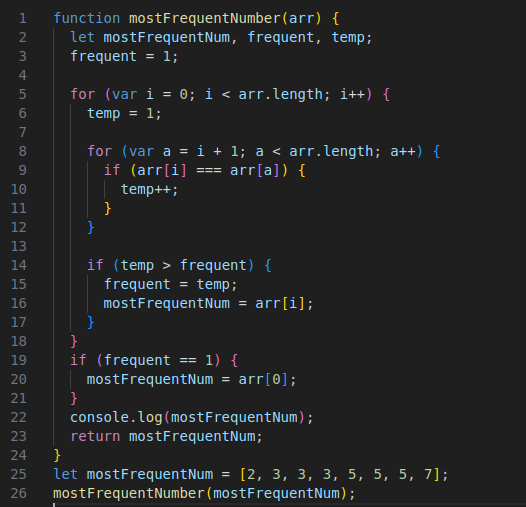 1 function mostFrequentNumber(arr) {
2   let mostFrequentNum, frequent, temp;
3   frequent = 1;
4
5   for (var i = 0; i < arr.length; i++) {
6     temp = 1;
7
8     for (var a = i + 1; a < arr.length; a++) {
9       if (arr[i] === arr[a]) {
10         temp++;
11       }
12     }
13
14     if (temp > frequent) {
15       frequent = temp;
16       mostFrequentNum = arr[i];
17     }
18   }
19   if (frequent == 1) {
20     mostFrequentNum = arr[0];
21   }
22   console.log(mostFrequentNum);
23   return mostFrequentNum;
24 }
25 let mostFrequentNum = [2, 3, 3, 3, 5, 5, 5, 7];
26 mostFrequentNumber(mostFrequentNum);